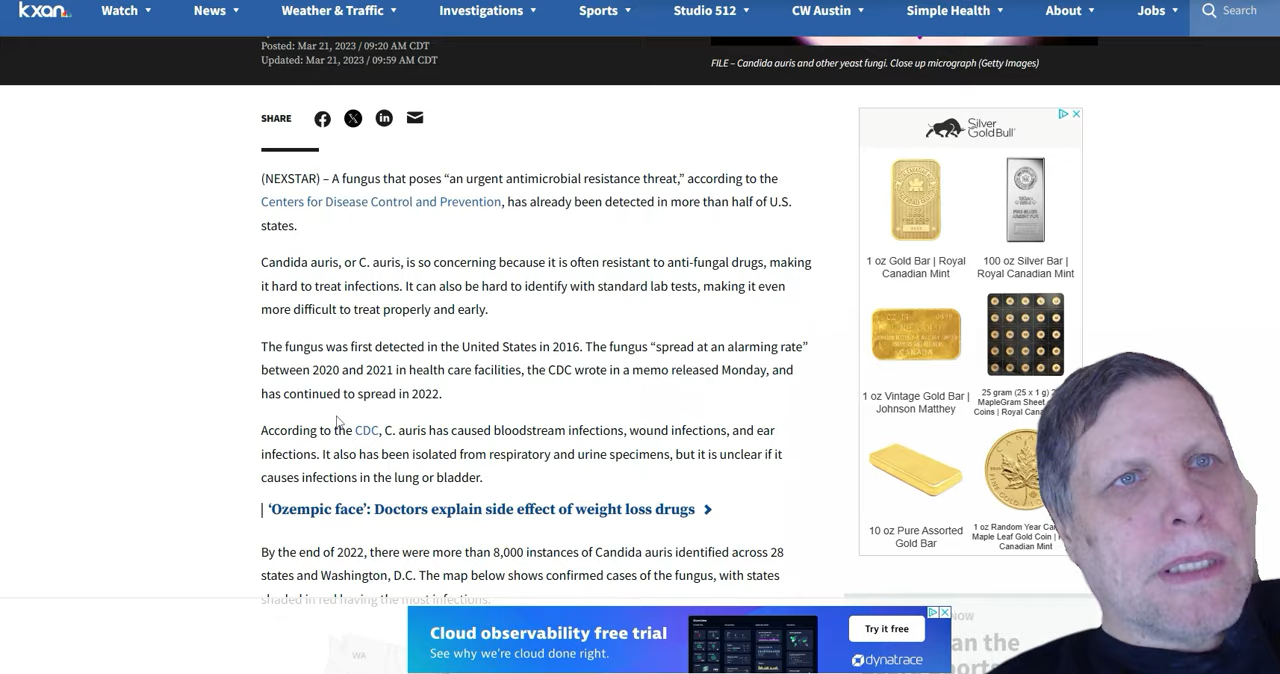 kxan
Watch
News
Weather & Traffic
Investigations
Sports
Studio 512
CW Austin
Simple Health
About
Jobs
Search
Posted: Mar 21, 2023 / 09:20 AM CDT
Updated: Mar 21, 2023 / 09:59 AM CDT
FILE – Candida auris and other yeast fungi. Close up micrograph (Getty Images)
SHARE
(NEXSTAR) – A fungus that poses “an urgent antimicrobial resistance threat,” according to the
Centers for Disease Control and Prevention, has already been detected in more than half of U.S.
states.
Candida auris, or C. auris, is so concerning because it is often resistant to anti-fungal drugs, making
it hard to treat infections. It can also be hard to identify with standard lab tests, making it even
more difficult to treat properly and early.
The fungus was first detected in the United States in 2016. The fungus “spread at an alarming rate”
between 2020 and 2021 in health care facilities, the CDC wrote in a memo released Monday, and
has continued to spread in 2022.
According to the CDC, C. auris has caused bloodstream infections, wound infections, and ear
infections. It also has been isolated from respiratory and urine specimens, but it is unclear if it
causes infections in the lung or bladder.
‘Ozempic face’: Doctors explain side effect of weight loss drugs
By the end of 2022, there were more than 8,000 instances of Candida auris identified across 28
states and Washington, D.C. The map below shows confirmed cases of the fungus, with states
shaded in red having the most infections.
WA
Silver
Gold Bull
1 oz Gold Bar | Royal
Canadian Mint
100 oz Silver Bar |
Royal Canadian Mint
1 oz Vintage Gold Bar |
Johnson Matthey
25 gram (25 x 1 g)
MapleGram Sheet
Coins | Royal
10 oz Pure Assorted
Gold Bar
1 oz Random Year
Maple Leaf Gold Coin |
Canadian Mint
Cloud observability free trial
See why we're cloud done right.
Try it free
dynatrace
an the